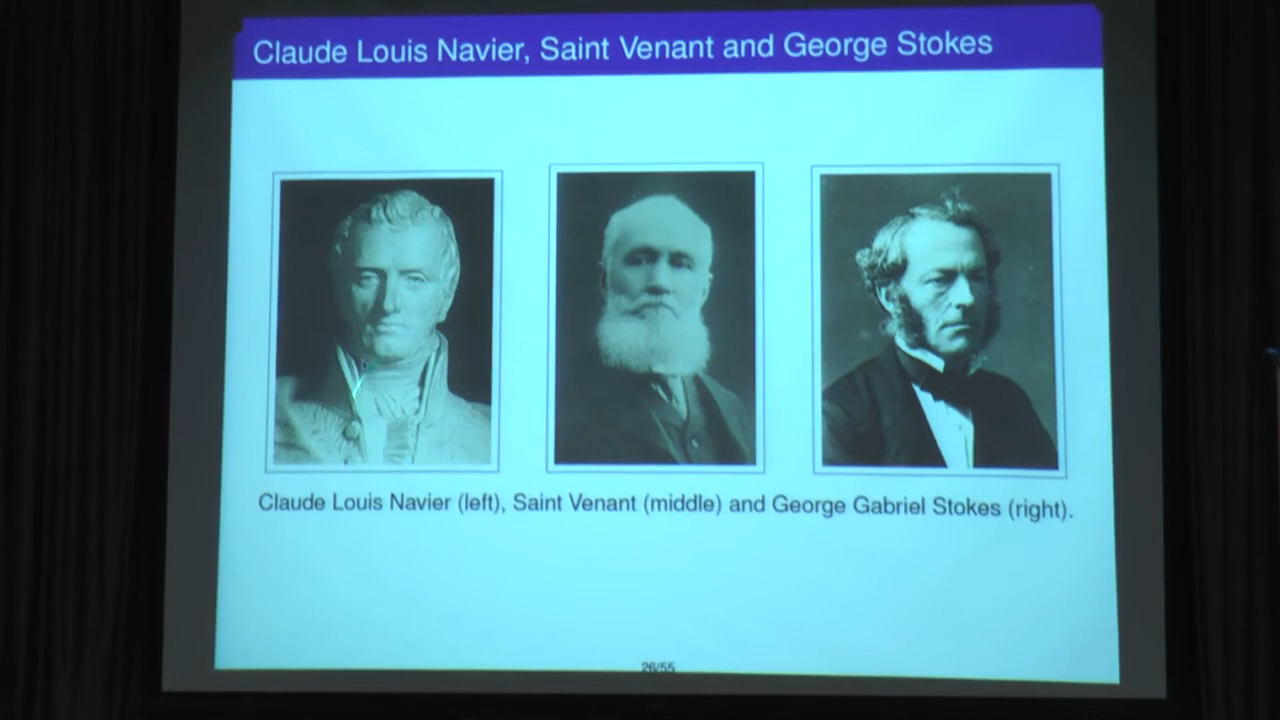 Claude Louis Navier, Saint Venant and George Stokes
Claude Louis Navier (left), Saint Venant (middle) and George Gabriel Stokes (right).
26/55